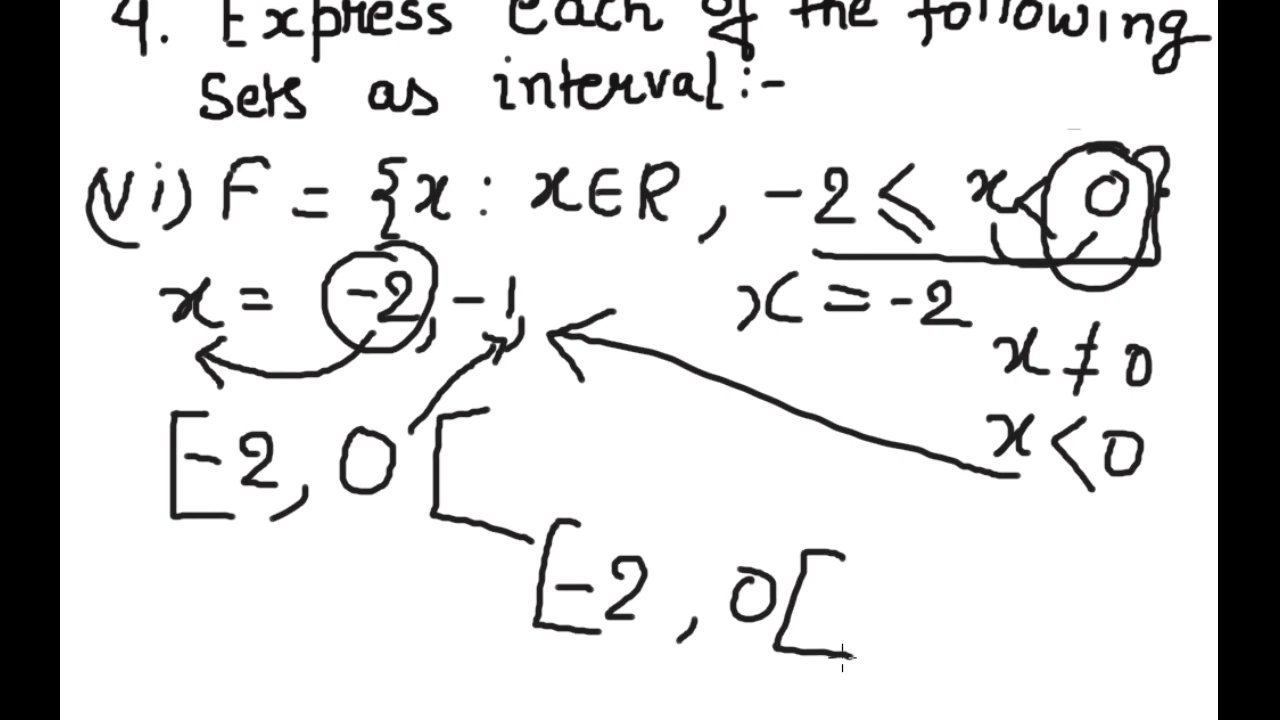 4. Express each of the following
Sets as interval :-
(vi) F = {x : x∈R, -2 ≤ x < 0}
x = -2, -1,
x = -2
x ≠ 0
x < 0
[-2, 0[
[-2, 0[